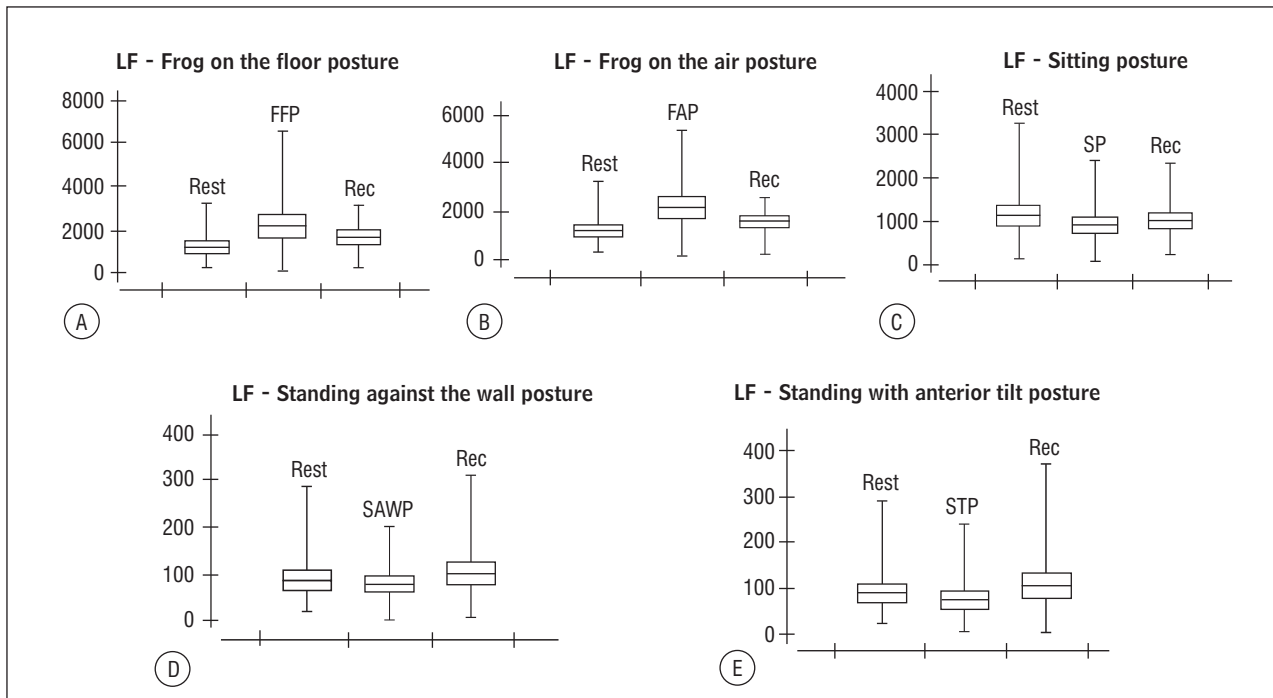 LF - Frog on the floor posture
8000
6000
4000
2000
0
Rest
FFP
Rec
A
LF - Frog on the air posture
6000
4000
2000
0
Rest
FAP
Rec
B
LF - Sitting posture
4000
3000
2000
1000
0
Rest
SP
Rec
C
LF - Standing against the wall posture
400
300
200
100
0
Rest
SAWP
Rec
D
LF - Standing with anterior tilt posture
400
300
200
100
0
Rest
STP
Rec
E